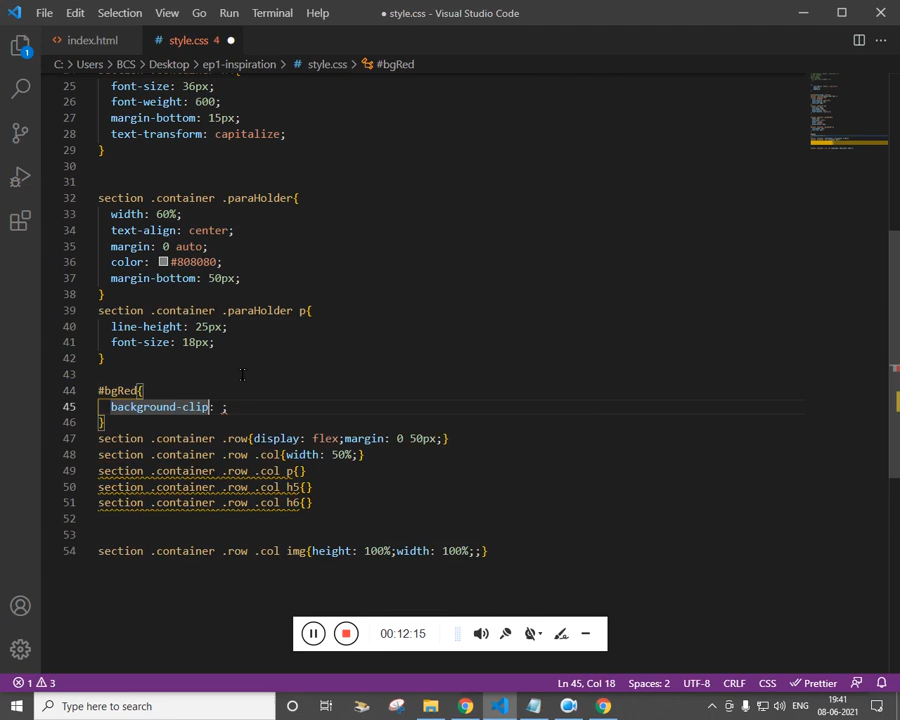 File Edit Selection View Go Run Terminal Help
● style.css - Visual Studio Code
<> index.html
# style.css 4 ●
C: > Users > BCS > Desktop > ep1-inspiration > # style.css > #bgRed
25 font-size: 36px;
26 font-weight: 600;
27 margin-bottom: 15px;
28 text-transform: capitalize;
29 }
30
31
32 section .container .paraHolder{
33 width: 60%;
34 text-align: center;
35 margin: 0 auto;
36 color: #808080;
37 margin-bottom: 50px;
38 }
39 section .container .paraHolder p{
40 line-height: 25px;
41 font-size: 18px;
42 }
43
44 #bgRed{
45 background-clip: ;
46 }
47 section .container .row{display: flex;margin: 0 50px;}
48 section .container .row .col{width: 50%;}
49 section .container .row .col p{}
50 section .container .row .col h5{}
51 section .container .row .col h6{}
52
53
54 section .container .row .col img{height: 100%;width: 100%;;}
1
00:12:15
1 3
Ln 45, Col 18 Spaces: 2 UTF-8 CRLF CSS Prettier
Type here to search
19:41
08-06-2021